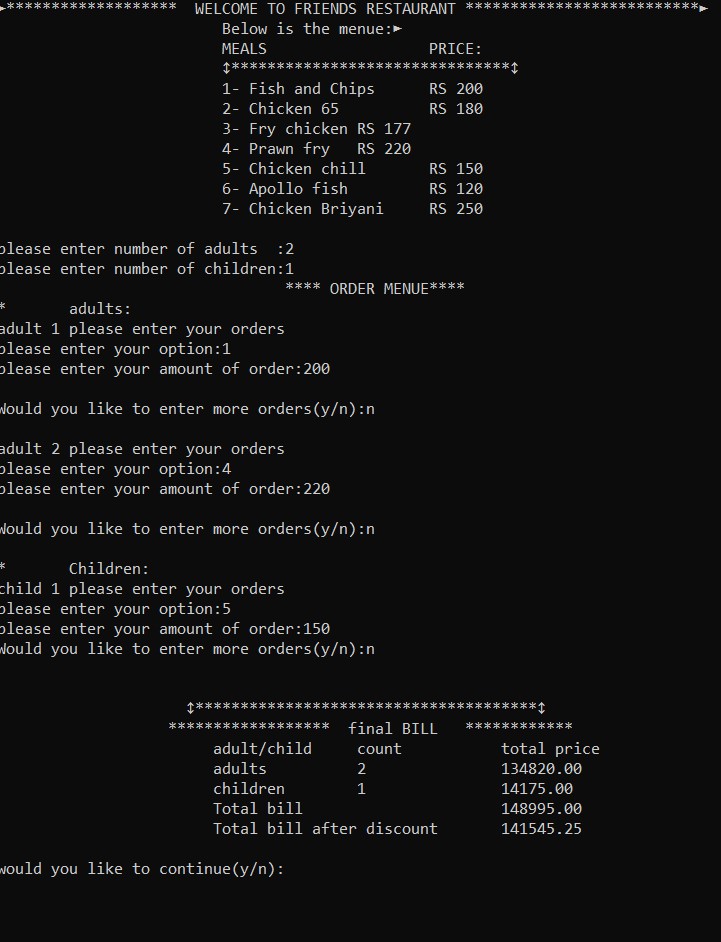 ►******************* WELCOME TO FRIENDS RESTAURANT **************************►
Below is the menue:►
MEALS PRICE:
↕*******************************↕
1- Fish and Chips RS 200
2- Chicken 65 RS 180
3- Fry chicken RS 177
4- Prawn fry RS 220
5- Chicken chill RS 150
6- Apollo fish RS 120
7- Chicken Briyani RS 250
please enter number of adults :2
please enter number of children:1
**** ORDER MENUE****
* adults:
adult 1 please enter your orders
please enter your option:1
please enter your amount of order:200
Would you like to enter more orders(y/n):n
adult 2 please enter your orders
please enter your option:4
please enter your amount of order:220
Would you like to enter more orders(y/n):n
* Children:
child 1 please enter your orders
please enter your option:5
please enter your amount of order:150
Would you like to enter more orders(y/n):n
↕**************************************↕
****************** final BILL ************
adult/child count total price
adults 2 134820.00
children 1 14175.00
Total bill 148995.00
Total bill after discount 141545.25
would you like to continue(y/n):